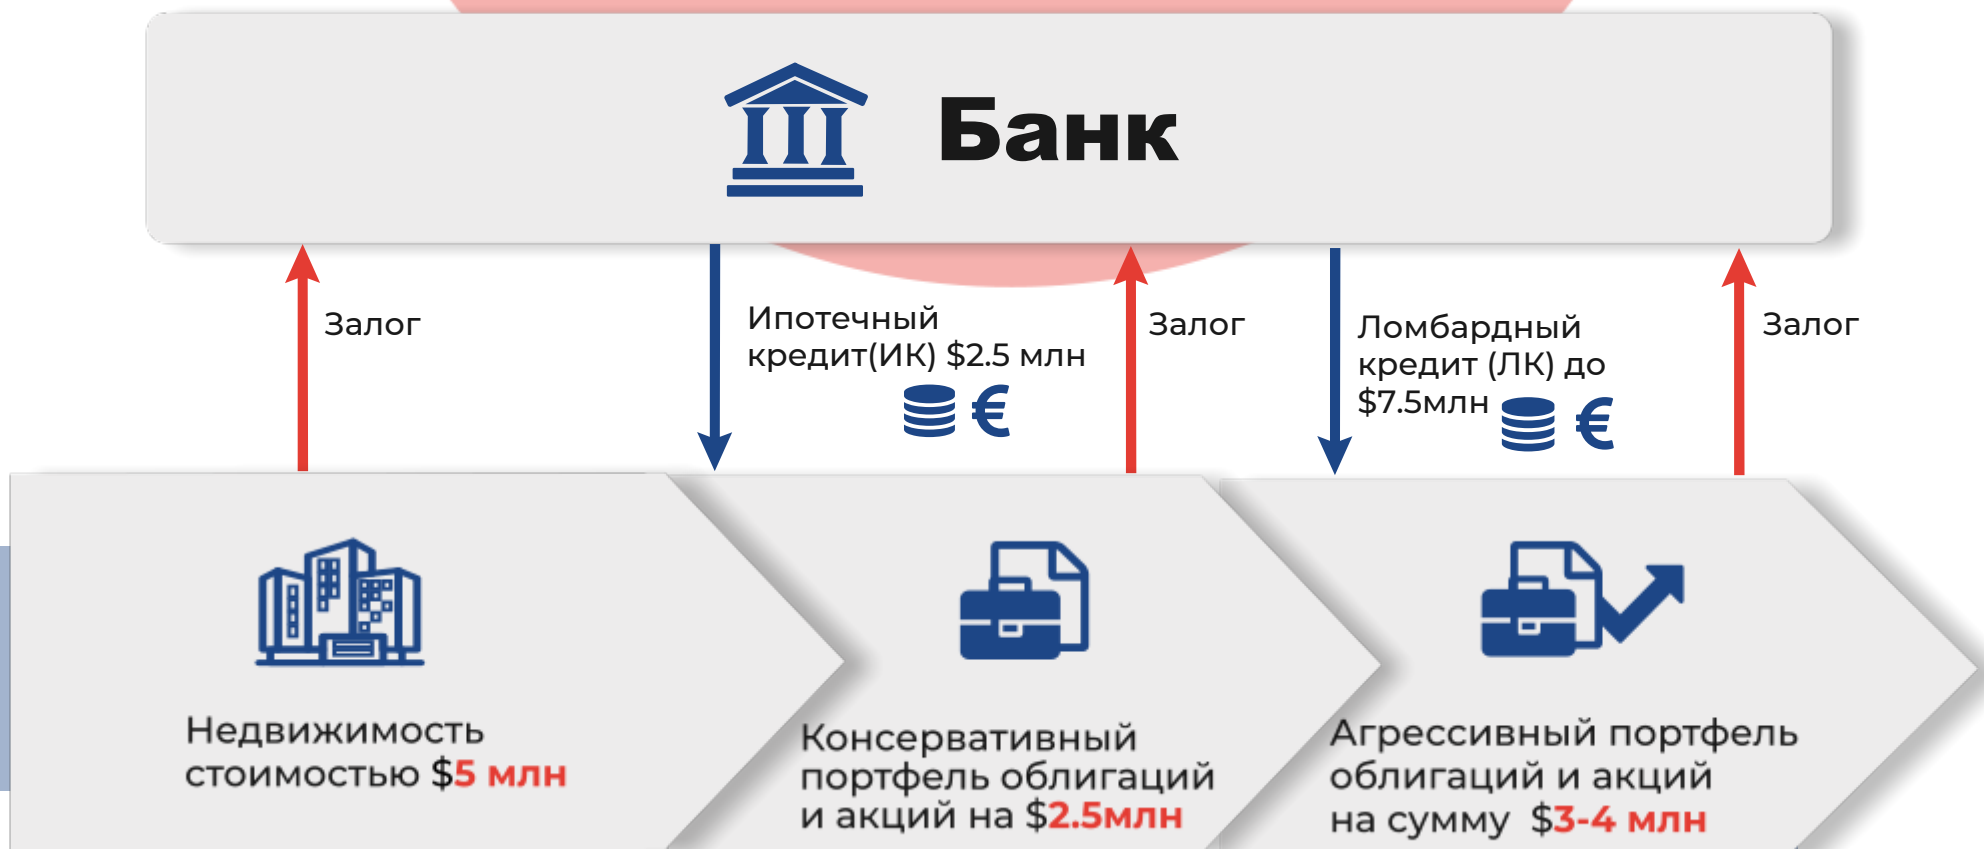 Банк
Залог
Ипотечный
кредит(ИК) $2.5 млн
Залог
Ломбардный
кредит (ЛК) до
$7.5млн
Залог
€
€
Недвижимость
стоимостью $5 млн
Консервативный
портфель облигаций
и акций на $2.5млн
Агрессивный портфель
облигаций и акций
на сумму $3-4 млн